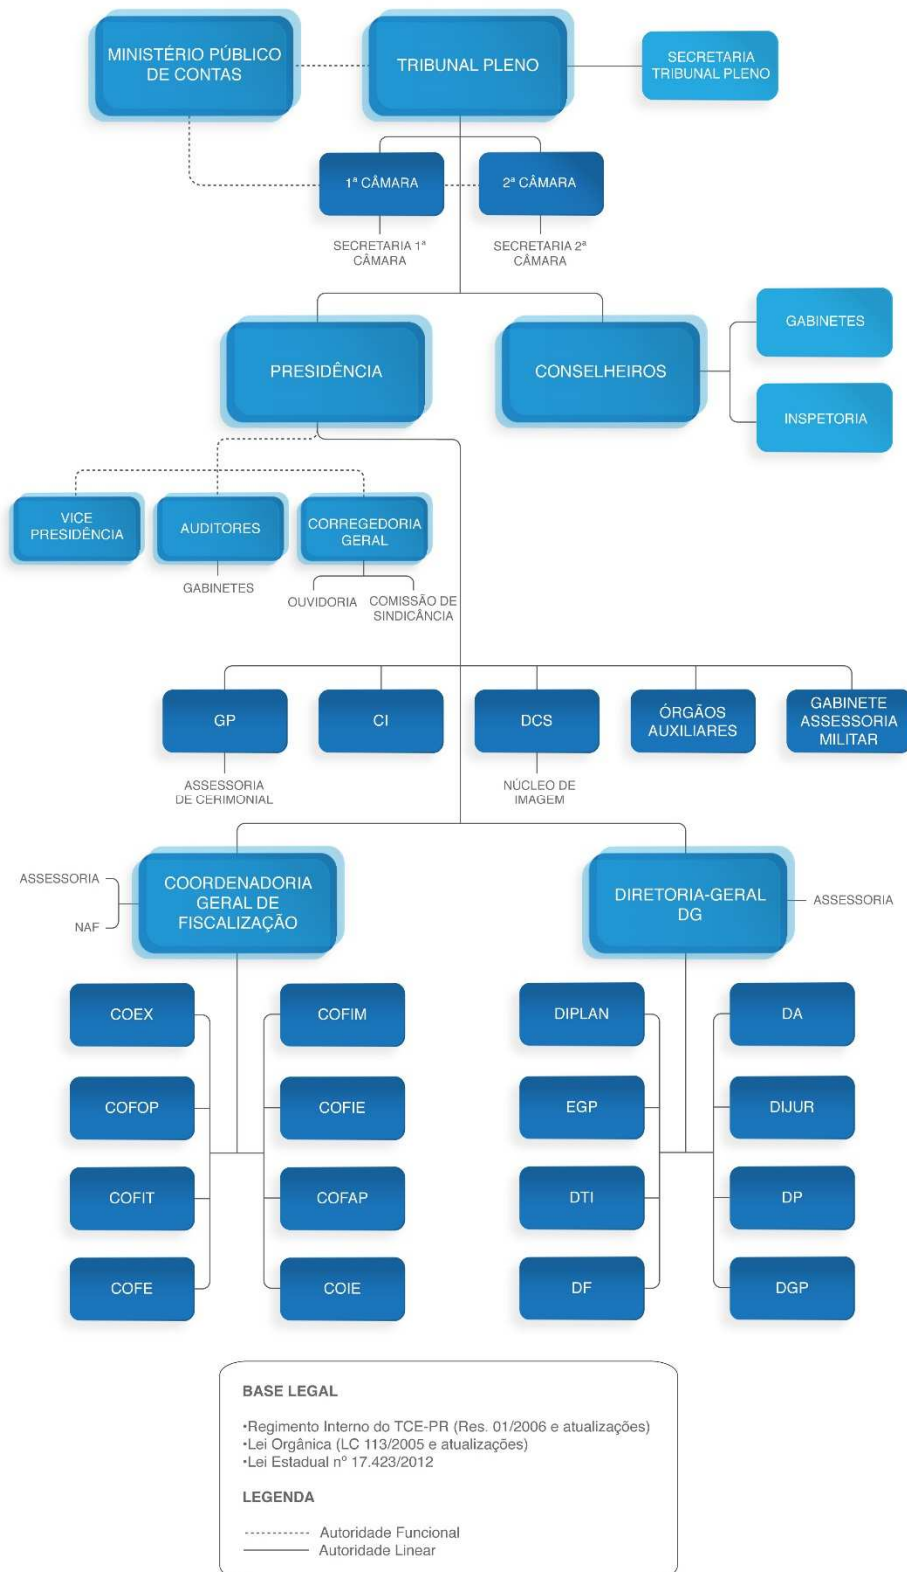 MINISTÉRIO PÚBLICO
DE CONTAS
TRIBUNAL PLENO
SECRETARIA
TRIBUNAL PLENO
1ª CÂMARA
2ª CÂMARA
SECRETARIA 1ª
CÂMARA
SECRETARIA 2ª
CÂMARA
PRESIDÊNCIA
CONSELHEIROS
GABINETES
INSPETORIA
VICE
PRESIDÊNCIA
AUDITORES
CORREGEDORIA
GERAL
GABINETES
OUVIDORIA
COMISSÃO DE
SINDICÂNCIA
GP
CI
DCS
ÓRGÃOS
AUXILIARES
GABINETE
ASSESSORIA
MILITAR
ASSESSORIA
DE CERIMONIAL
NÚCLEO DE
IMAGEM
ASSESSORIA
NAF
COORDENADORIA
GERAL DE
FISCALIZAÇÃO
DIRETORIA-GERAL
DG
ASSESSORIA
COEX
COFIM
COFOP
COFIE
COFIT
COFAP
COFE
COIE
DIPLAN
DA
EGP
DIJUR
DTI
DP
DF
DGP
BASE LEGAL
•Regimento Interno do TCE-PR (Res. 01/2006 e atualizações)
•Lei Orgânica (LC 113/2005 e atualizações)
•Lei Estadual nº 17.423/2012
LEGENDA
Autoridade Funcional
Autoridade Linear